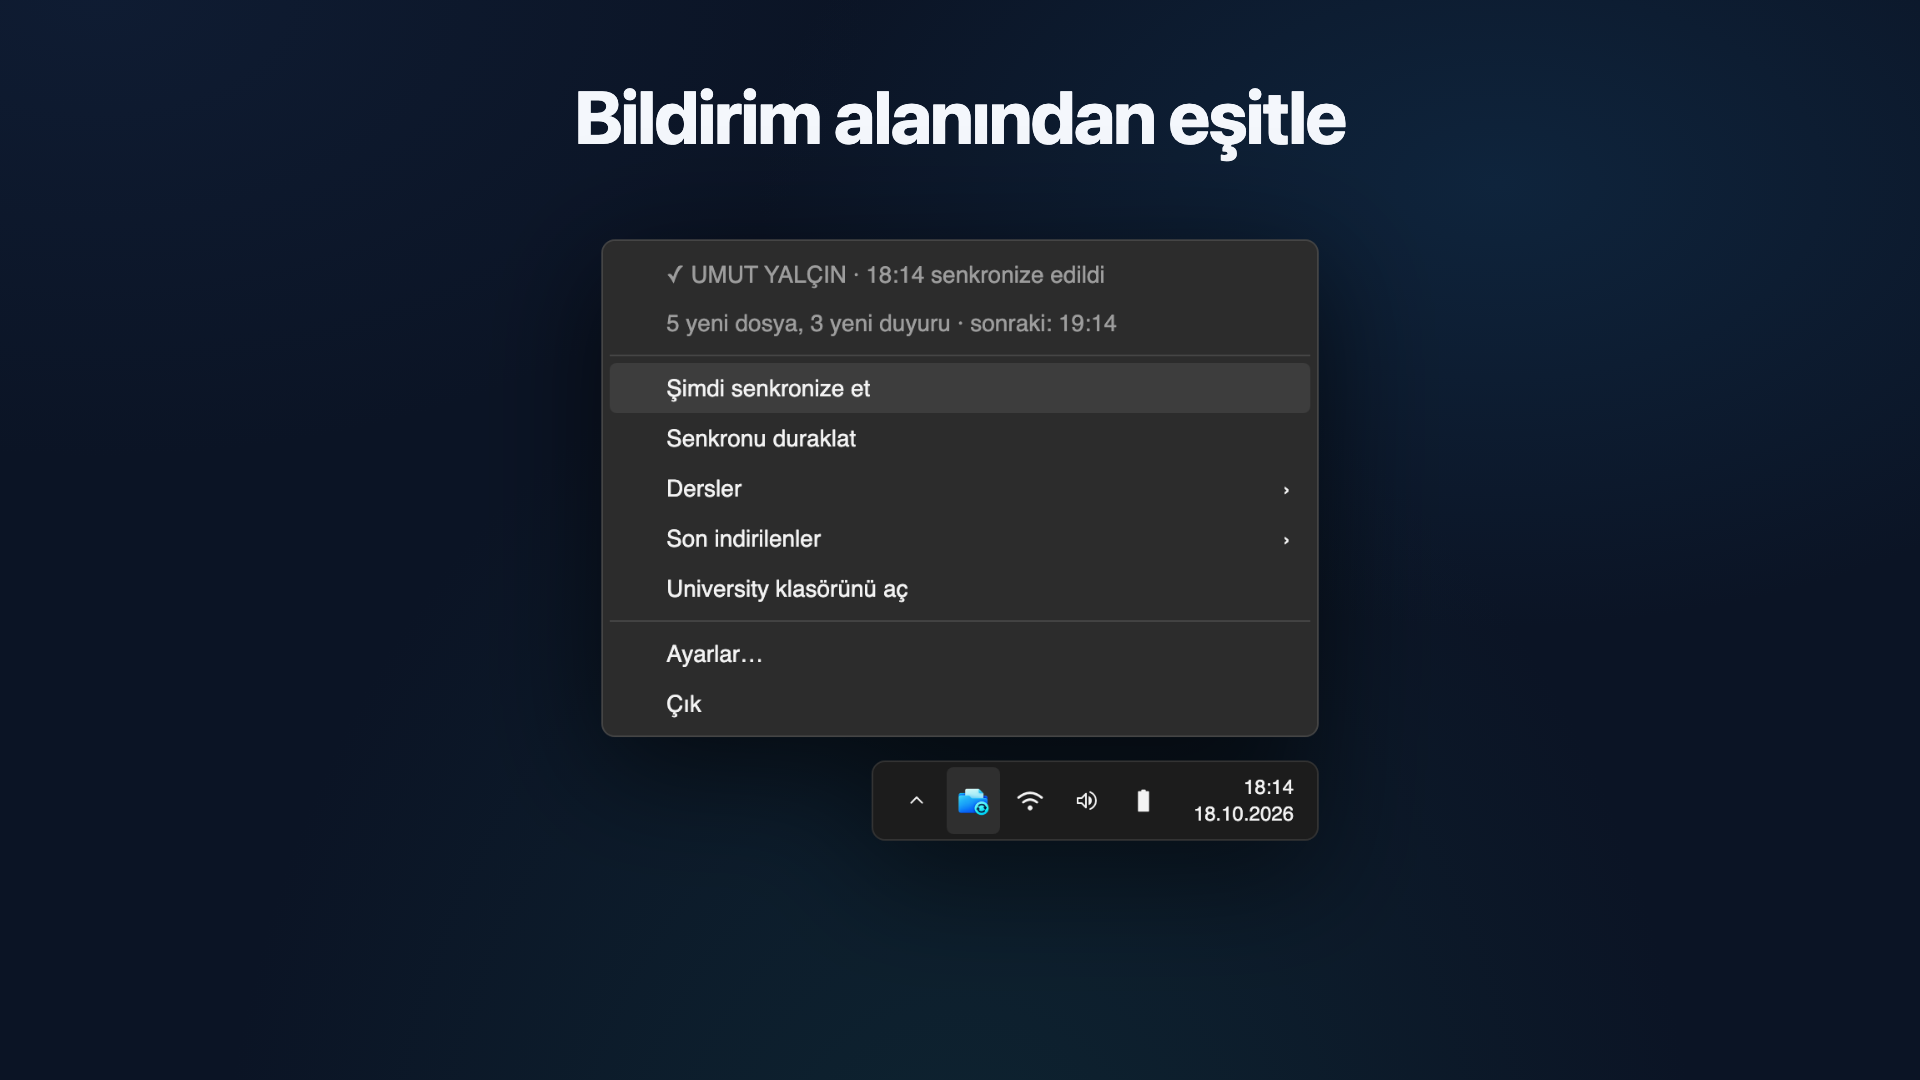 Bildirim alanından eşitle
✓ UMUT YALÇIN · 18:14 senkronize edildi
5 yeni dosya, 3 yeni duyuru · sonraki: 19:14
Şimdi senkronize et
Senkronu duraklat
Dersler
Son indirilenler
University klasörünü aç
Ayarlar…
Çık
18:14
18.10.2026